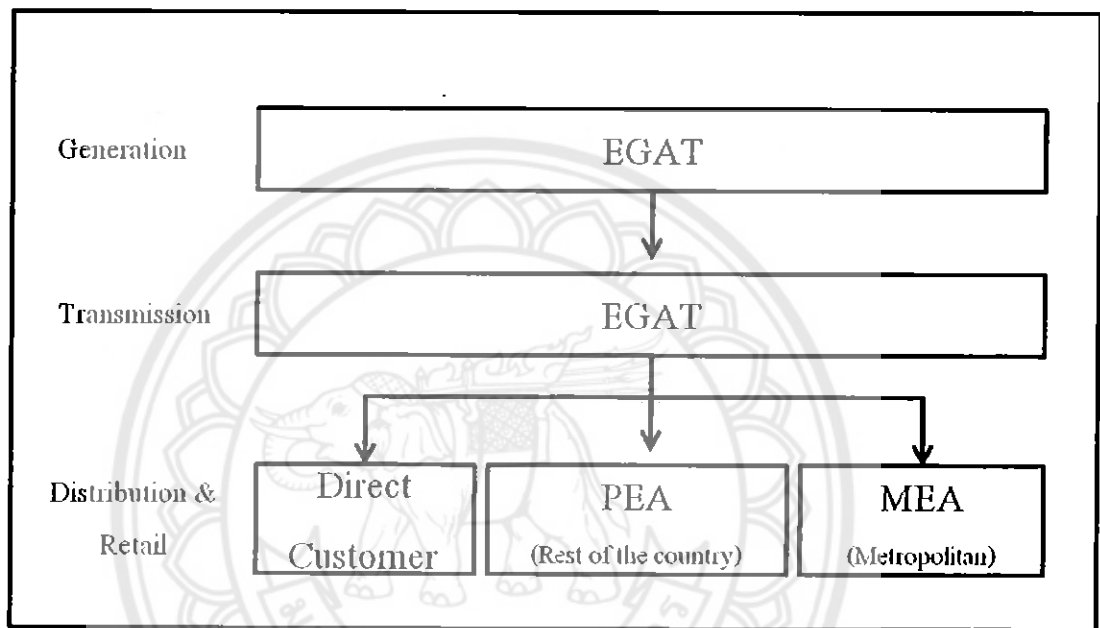 Generation
EGAT
Transmission
EGAT
Distribution &
Retail
Direct
Customer
PEA
(Rest of the country)
MEA
(Metropolitan)